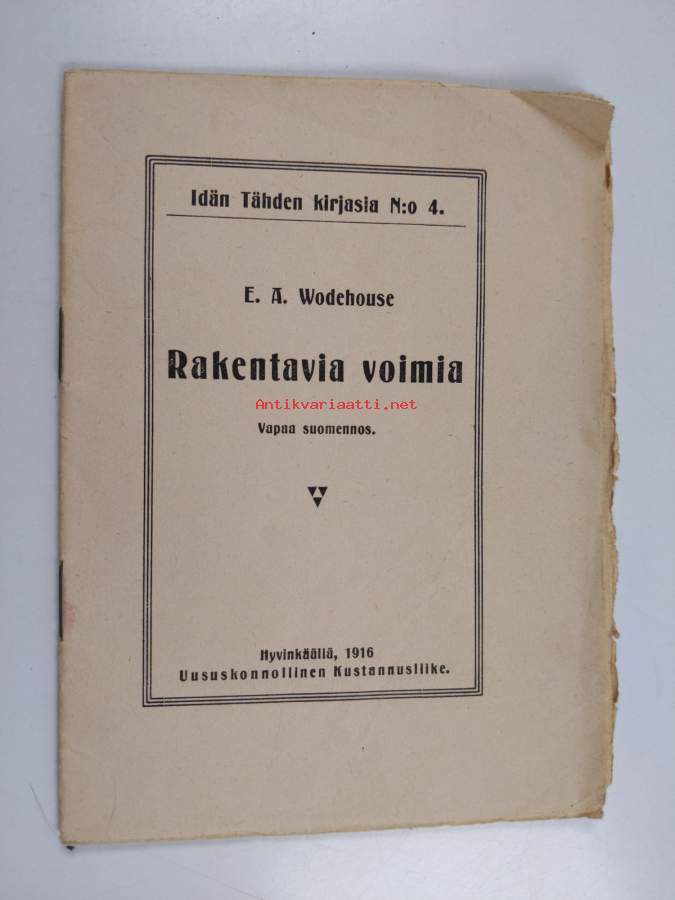 Idän Tähden kirjasia N:o 4.
E. A. Wodehouse
Rakentavia voimia
Antikvariaatti.net
Vapaa suomennos.
Hyvinkäällä, 1916
Uususkonnollinen Kustannusliike.